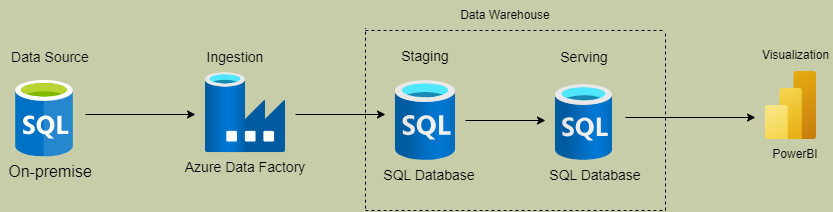 Data Warehouse
Data Source
Ingestion
Staging
Serving
Visualization
SQL
SQL
SQL
On-premise
Azure Data Factory
SQL Database
SQL Database
PowerBI